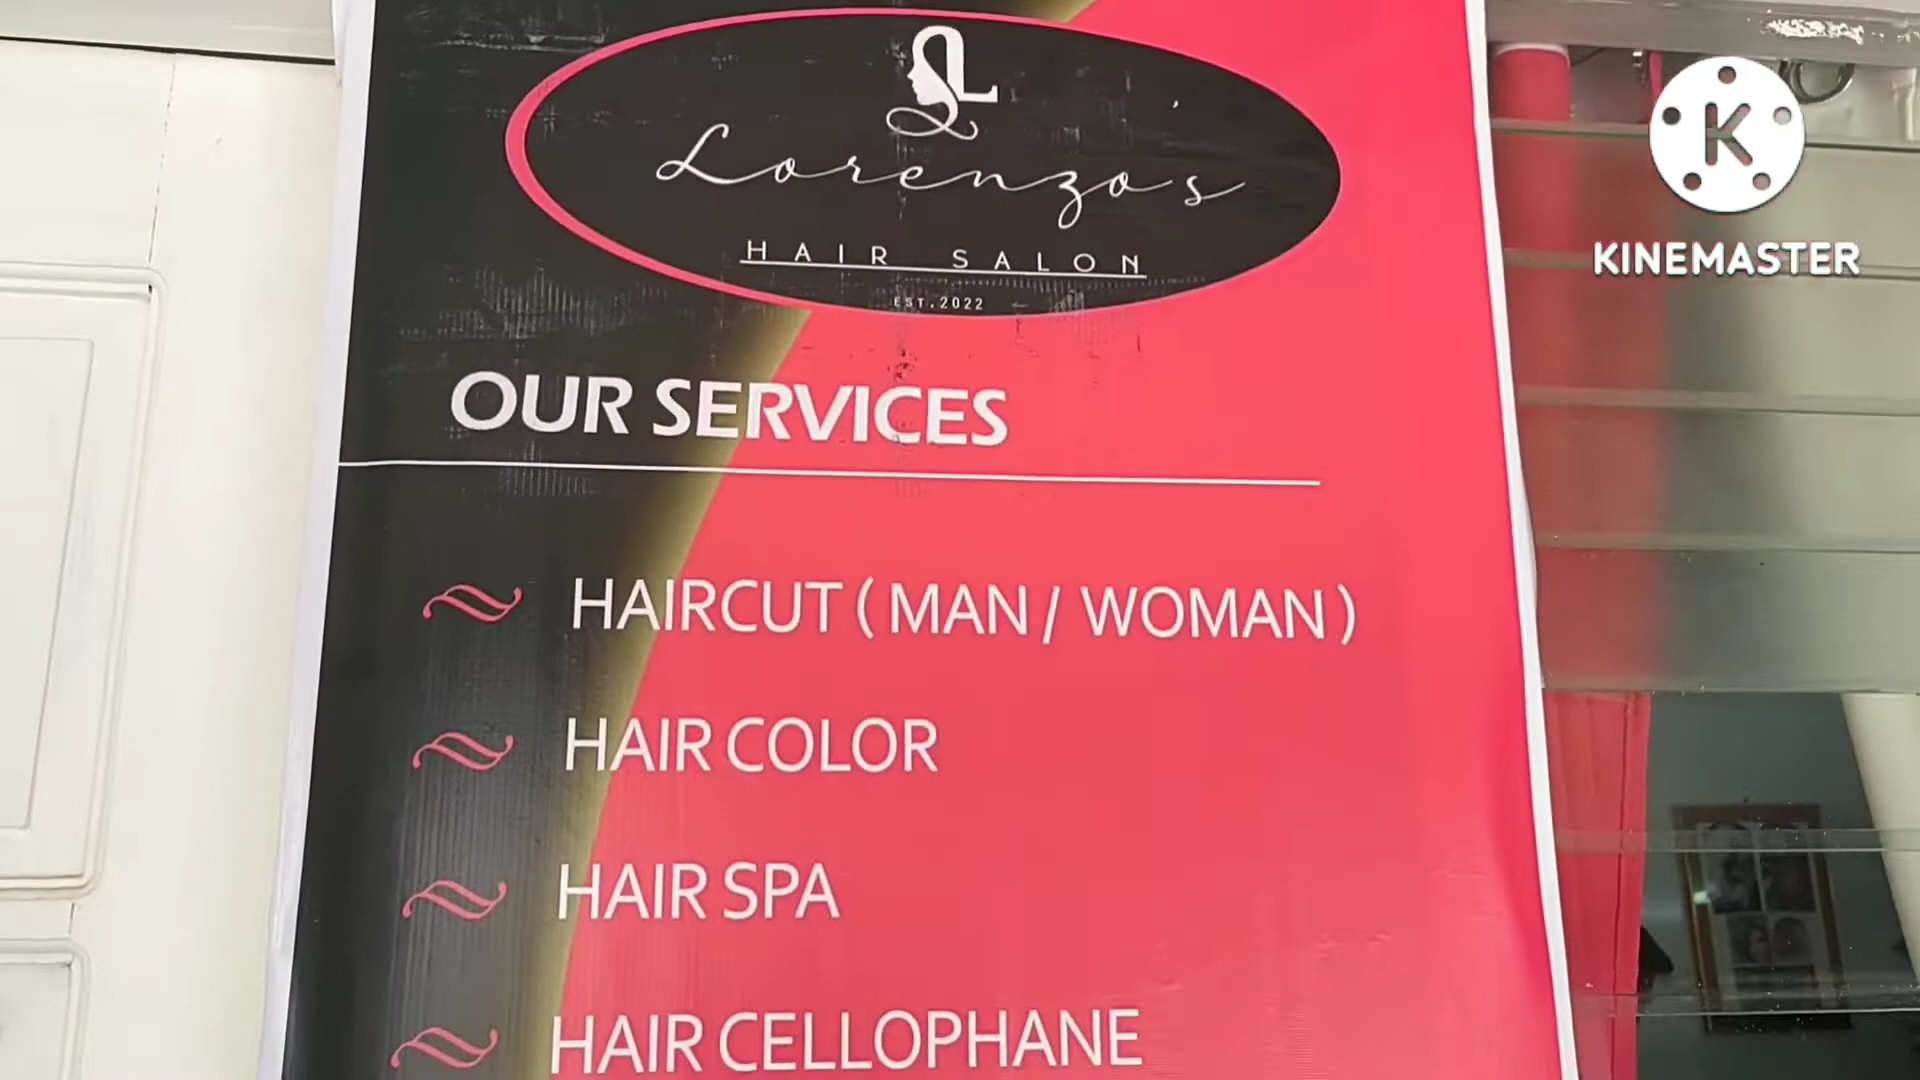 L
Lorenzo's
HAIR SALON
EST.2022
K
KINEMASTER
OUR SERVICES
HAIRCUT ( MAN / WOMAN )
HAIR COLOR
HAIR SPA
HAIR CELLOPHANE